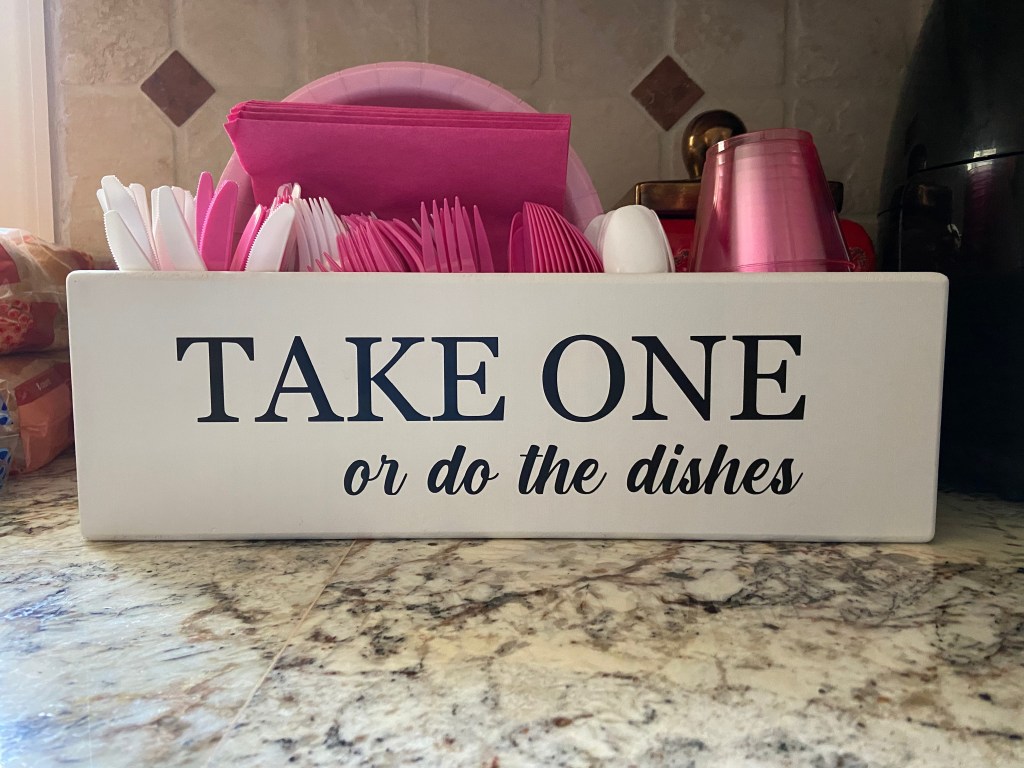 TAKE ONE
or do the dishes